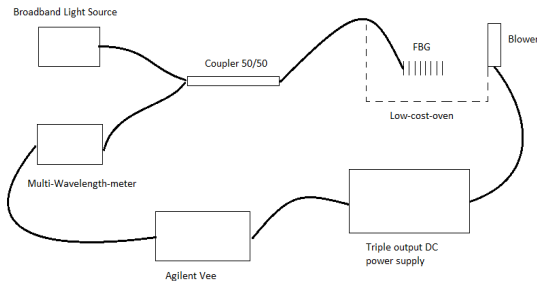 Broadband Light Source
Coupler 50/50
FBG
Blower
Low-cost-oven
Multi-Wavelength-meter
Agilent Vee
Triple output DC
power supply